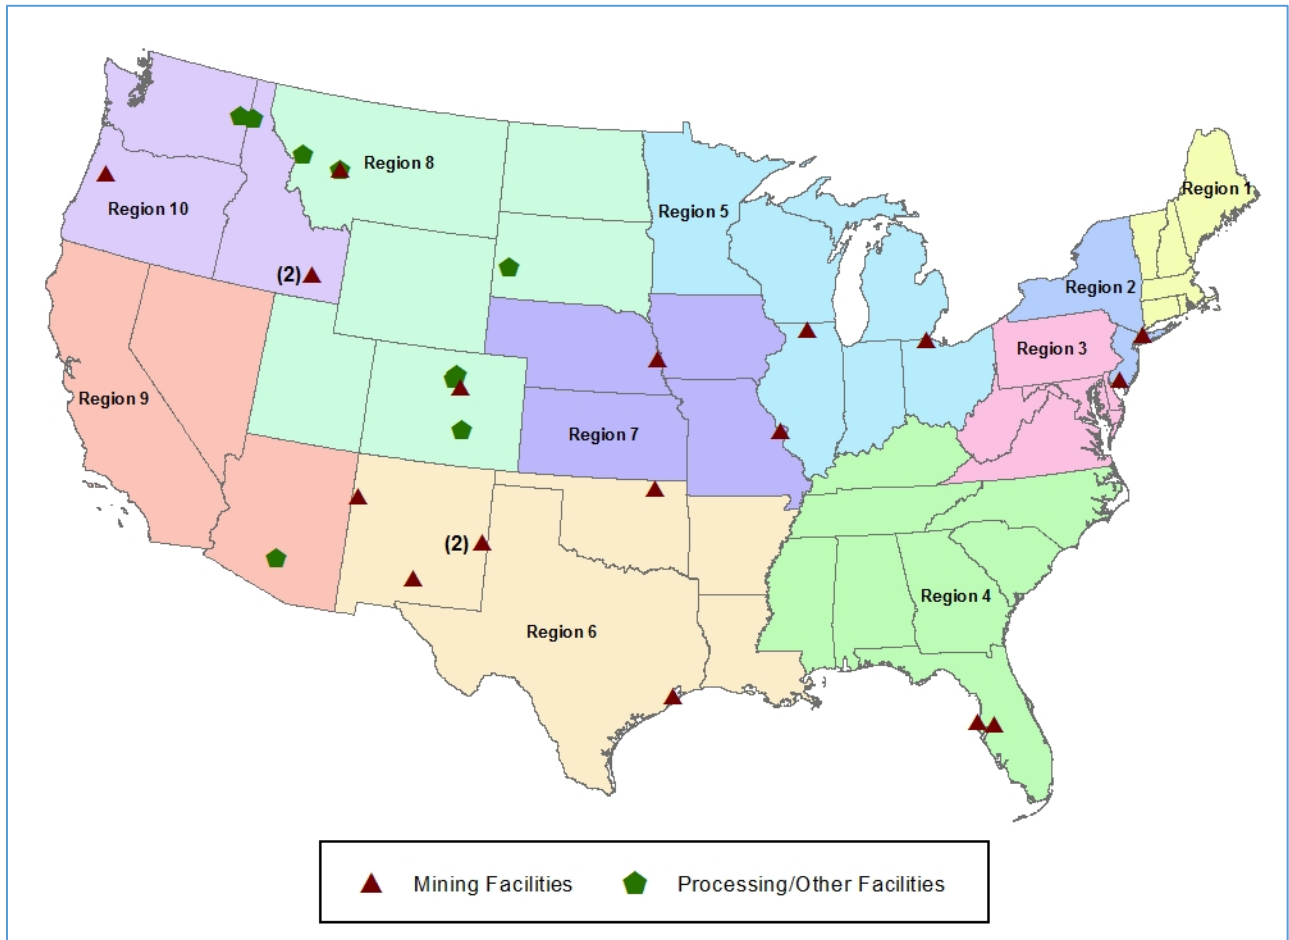 Region 8
Region 1
Region 10
Region 5
(2)
Region 2
Region 3
Region 9
Region 7
(2)
Region 4
Region 6
Mining Facilities
Processing/Other Facilities